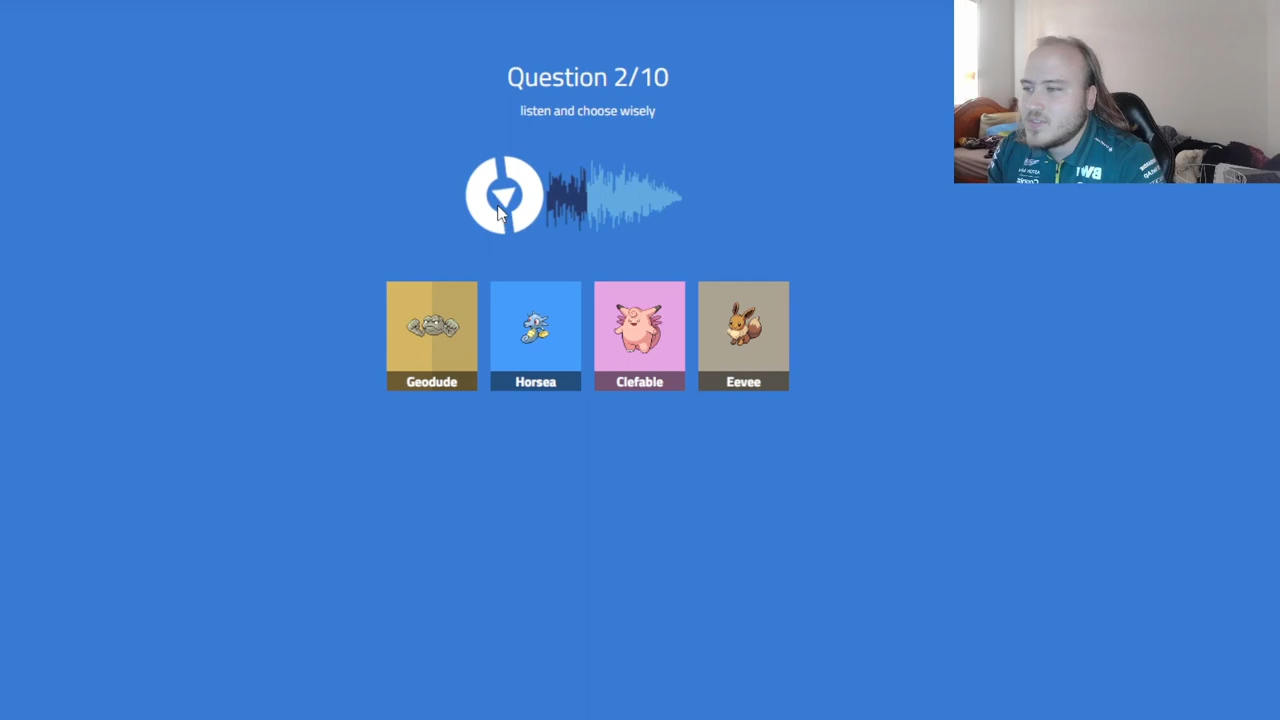 Question 2/10
listen and choose wisely
Geodude
Horsea
Clefable
Eevee